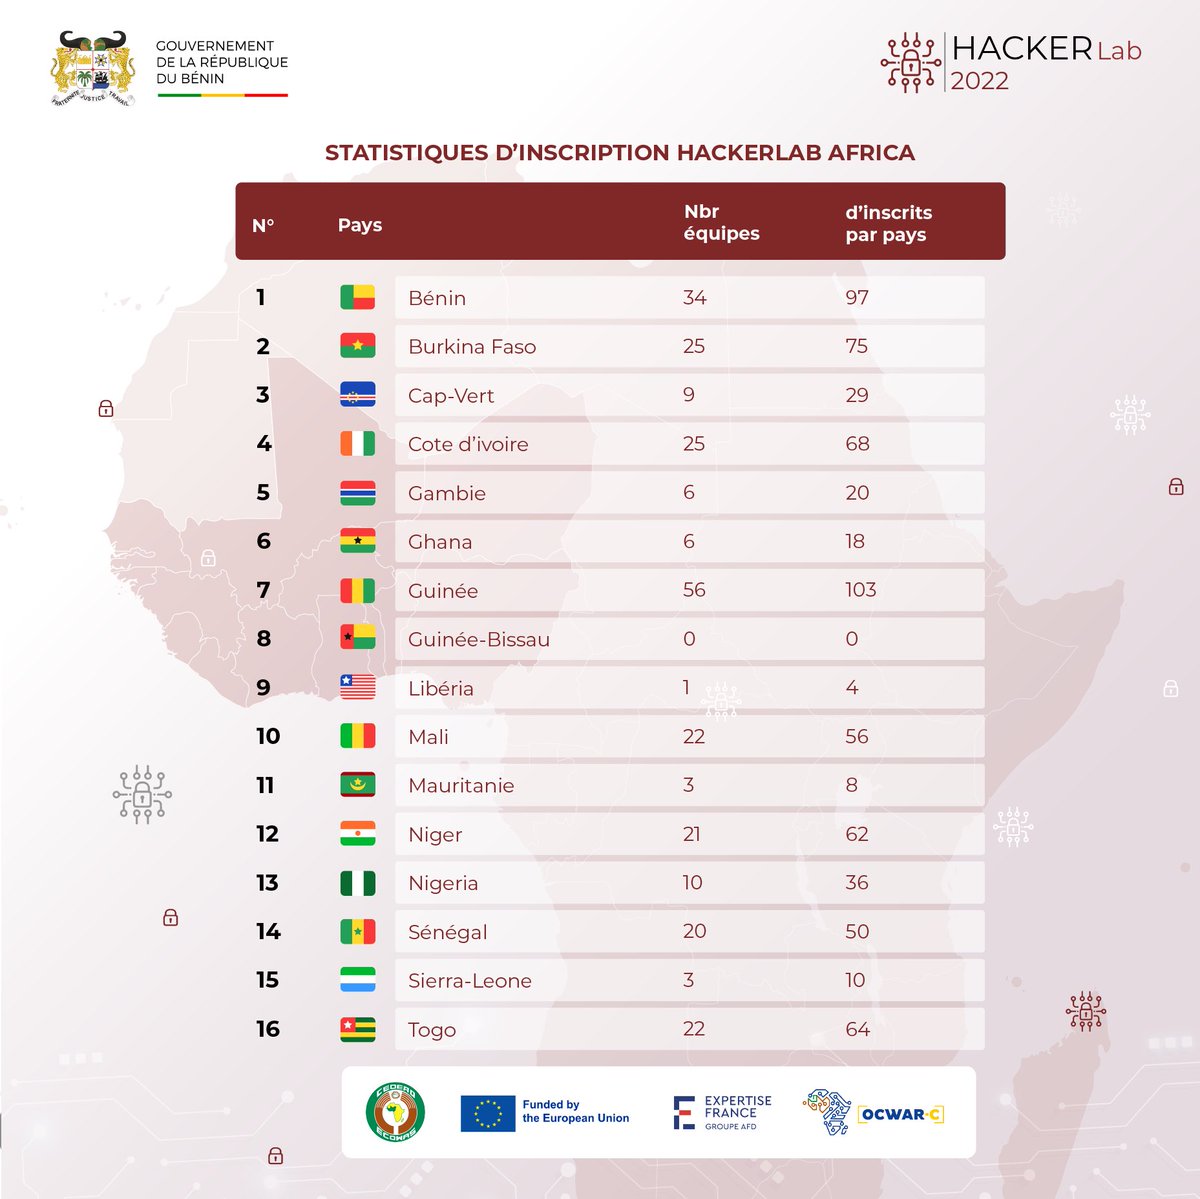 GOUVERNEMENT
DE LA RÉPUBLIQUE
DU BÉNIN
FRATERNITE JUSTICE TRAVAIL
HACKER Lab
2022
STATISTIQUES D'INSCRIPTION HACKERLAB AFRICA
N° Pays Nbr équipes d'inscrits par pays
1 Bénin 34 97
2 Burkina Faso 25 75
3 Cap-Vert 9 29
4 Cote d'ivoire 25 68
5 Gambie 6 20
6 Ghana 6 18
7 Guinée 56 103
8 Guinée-Bissau 0 0
9 Libéria 1 4
10 Mali 22 56
11 Mauritanie 3 8
12 Niger 21 62
13 Nigeria 10 36
14 Sénégal 20 50
15 Sierra-Leone 3 10
16 Togo 22 64
CEDEAO
ECOWAS
Funded by
the European Union
EXPERTISE
FRANCE
GROUPE AFD
OCWAR-C